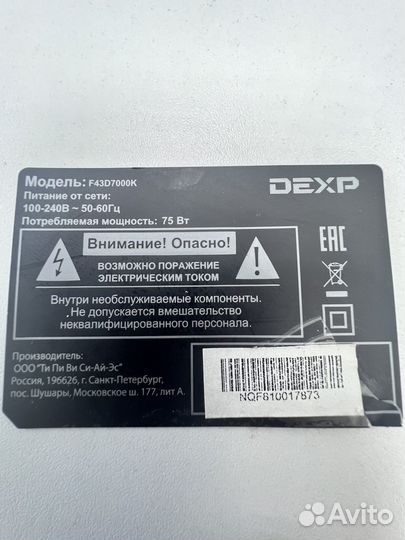 Модель: F43D7000K
DEXP
Питание от сети:
100-240В ~ 50-60Гц
Потребляемая мощность: 75 Вт
Внимание! Опасно!
ВОЗМОЖНО ПОРАЖЕНИЕ
ЭЛЕКТРИЧЕСКИМ ТОКОМ
EAC
Внутри необслуживаемые компоненты.
Не допускается вмешательство
неквалифицированного персонала.
Производитель:
ООО "Ти Пи Ви Си-Ай-Эс"
Россия, 196626, г. Санкт-Петербург,
пос. Шушары, Московское ш. 177, лит А.
NQF610017873
Avito